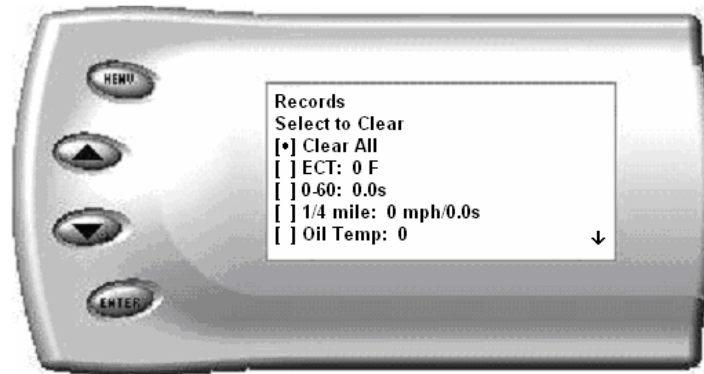 MENU
Records
Select to Clear
[•] Clear All
[ ] ECT: 0 F
[ ] 0-60: 0.0s
[ ] 1/4 mile: 0 mph/0.0s
[ ] Oil Temp: 0
ENTER